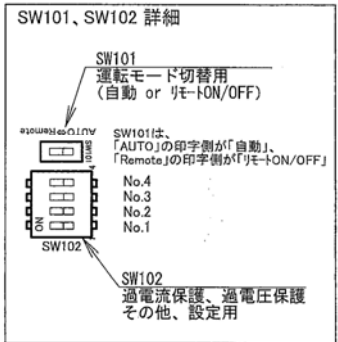 SW101、SW102 詳細
SW101
運転モード切替用
(自動 or ﾘﾓｰﾄON/OFF)
AUTO⇔Remote
SW101
SW101は、
「AUTO」の印字側が「自動」、
「Remote」の印字側が「ﾘﾓｰﾄON/OFF」
4
No.4
No.3
No.2
No.1
ON
SW102
SW102
過電流保護、過電圧保護
その他、設定用